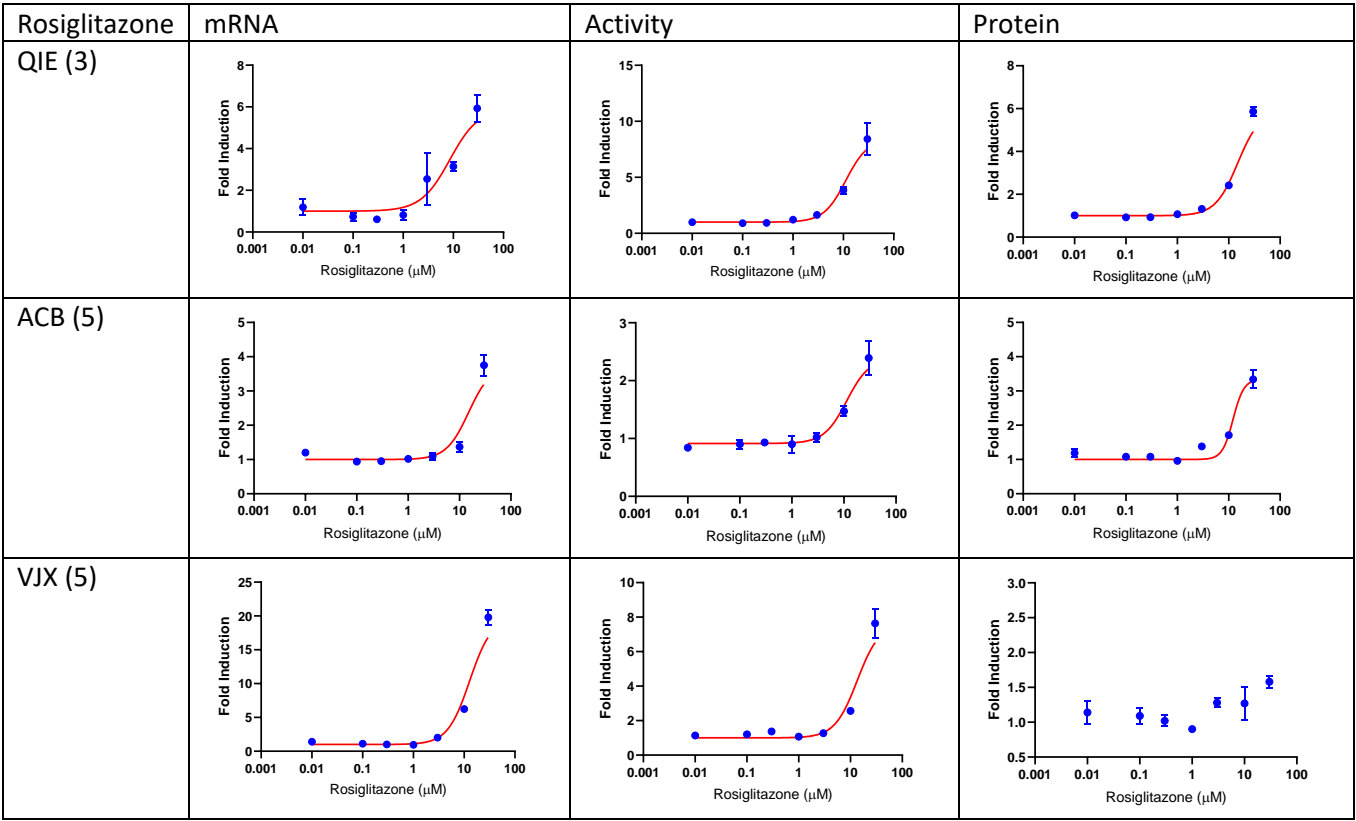 Rosiglitazone mRNA Activity Protein
QIE (3)
Fold Induction
8
6
4
2
0
0.001 0.01 0.1 1 10 100
Rosiglitazone (μM)
Fold Induction
15
10
5
0
0.001 0.01 0.1 1 10 100
Rosiglitazone (μM)
Fold Induction
8
6
4
2
0
0.001 0.01 0.1 1 10 100
Rosiglitazone (μM)
ACB (5)
Fold Induction
5
4
3
2
1
0
0.001 0.01 0.1 1 10 100
Rosiglitazone (μM)
Fold Induction
3
2
1
0
0.001 0.01 0.1 1 10 100
Rosiglitazone (μM)
Fold Induction
5
4
3
2
1
0
0.001 0.01 0.1 1 10 100
Rosiglitazone (μM)
VJX (5)
Fold Induction
25
20
15
10
5
0
0.001 0.01 0.1 1 10 100
Rosiglitazone (μM)
Fold Induction
10
8
6
4
2
0
0.001 0.01 0.1 1 10 100
Rosiglitazone (μM)
Fold Induction
3.0
2.5
2.0
1.5
1.0
0.5
0.001 0.01 0.1 1 10 100
Rosiglitazone (μM)